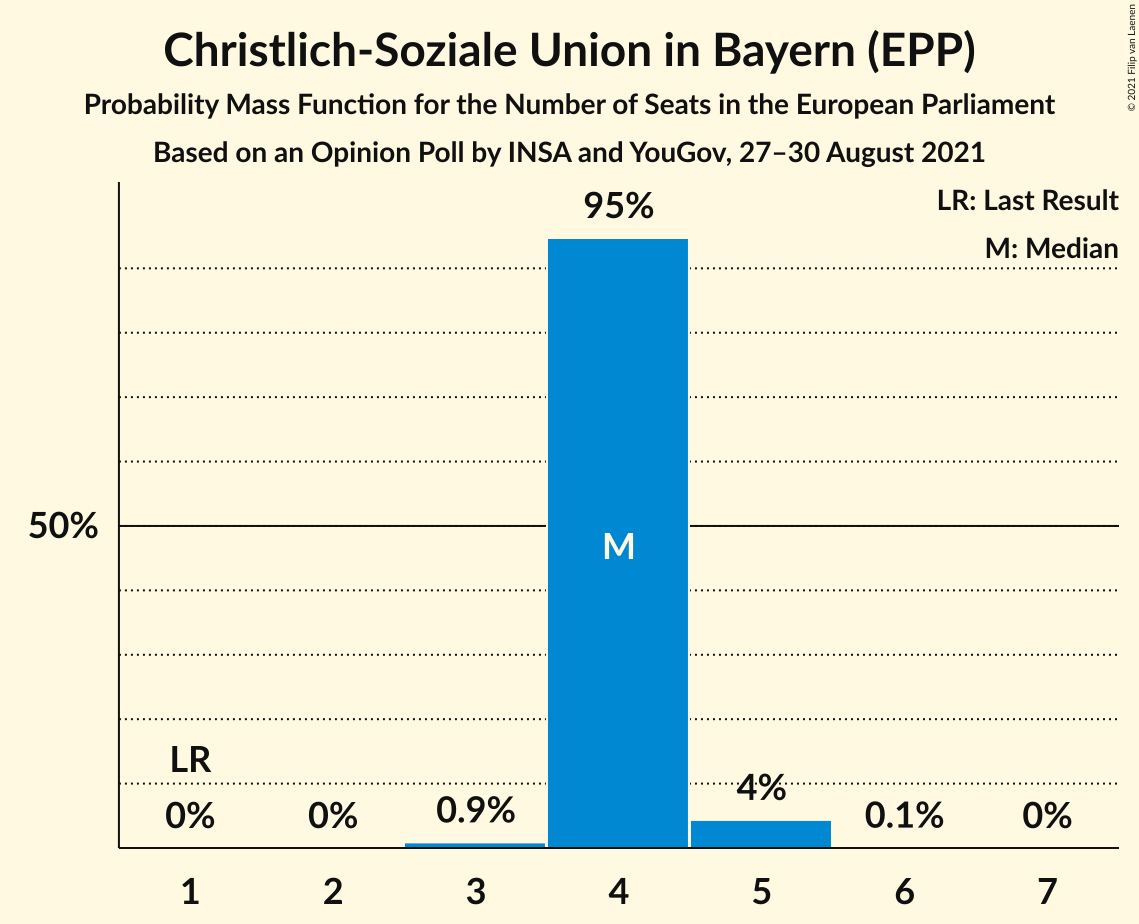 Christlich-Soziale Union in Bayern (EPP)
Probability Mass Function for the Number of Seats in the European Parliament
Based on an Opinion Poll by INSA and YouGov, 27–30 August 2021
© 2021 Filip van Laenen
LR: Last Result
M: Median
95%
50%
M
LR
0%
0%
0.9%
4%
0.1%
0%
1 2 3 4 5 6 7